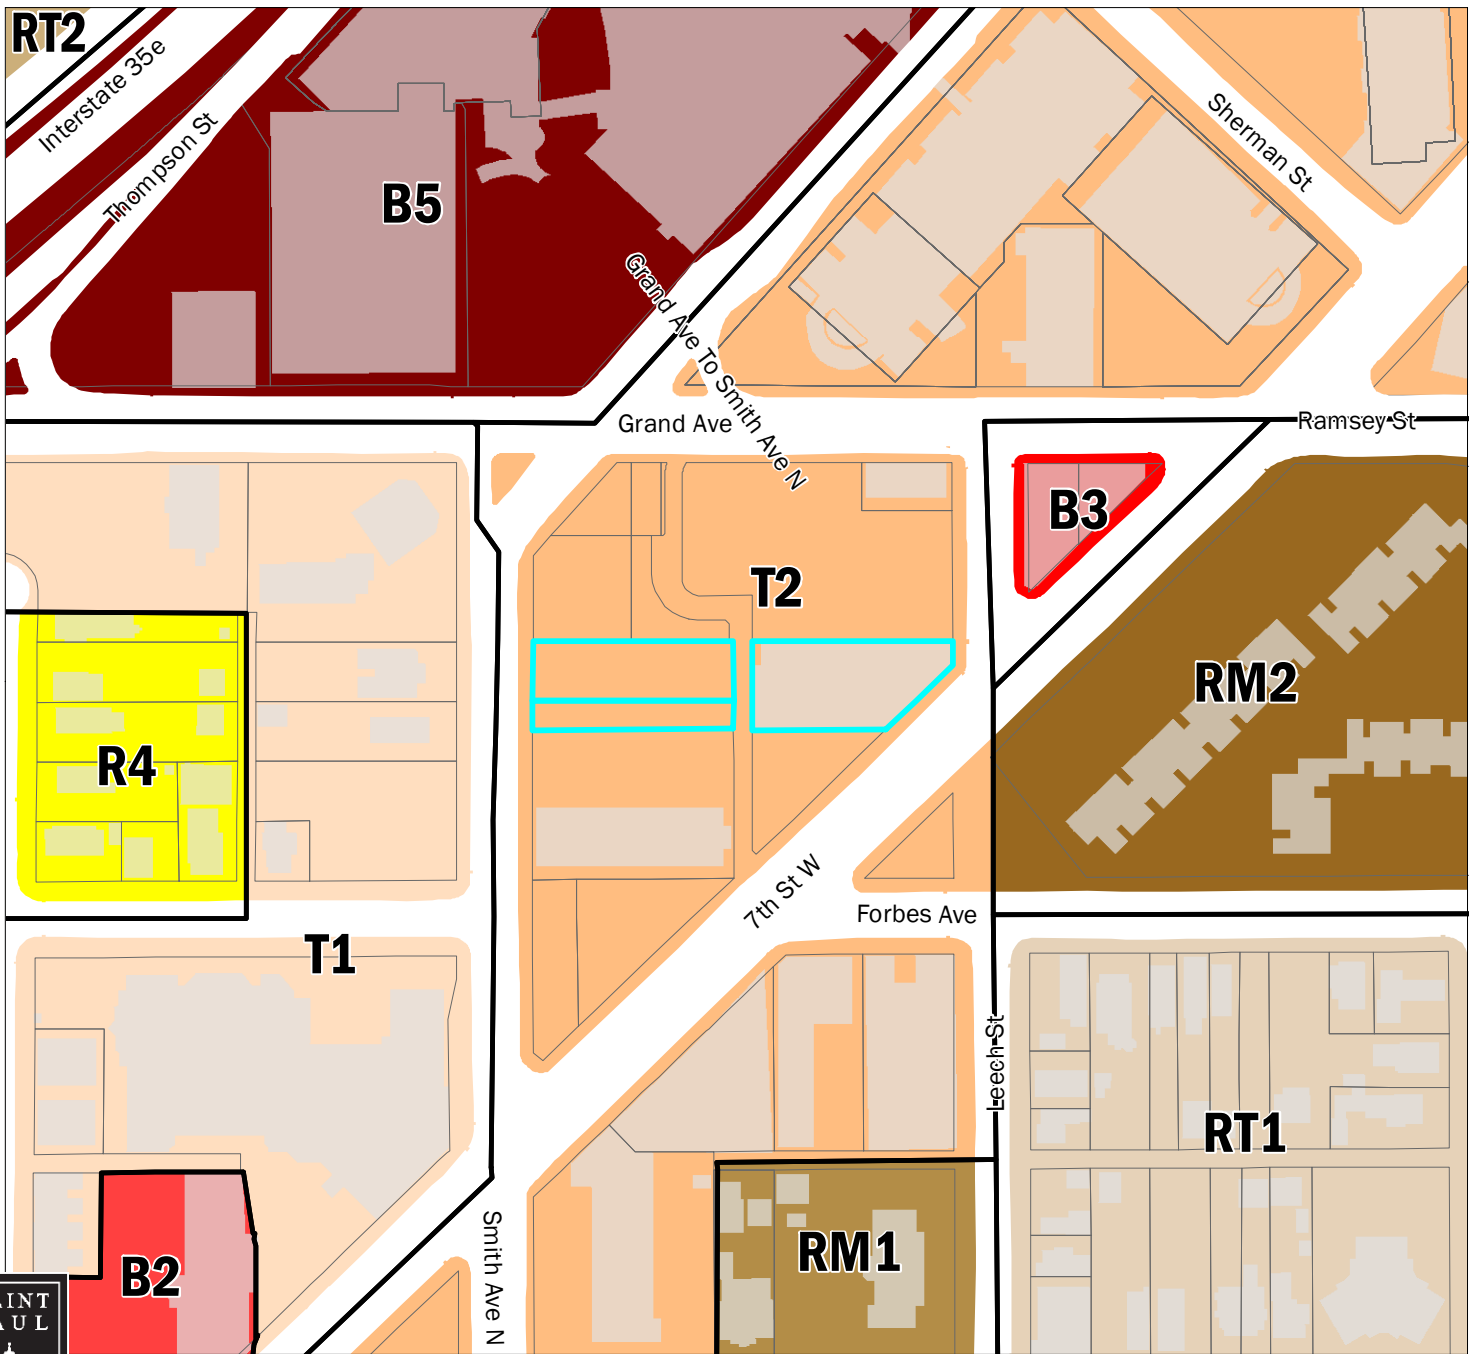 RT2
Interstate 35e
Thompson St
B5
Sherman St
Grand Ave To Smith Ave N
Grand Ave
Ramsey St
B3
T2
RM2
R4
7th St W
Forbes Ave
T1
Leech St
RT1
B2
Smith Ave N
RM1
INT
AUL